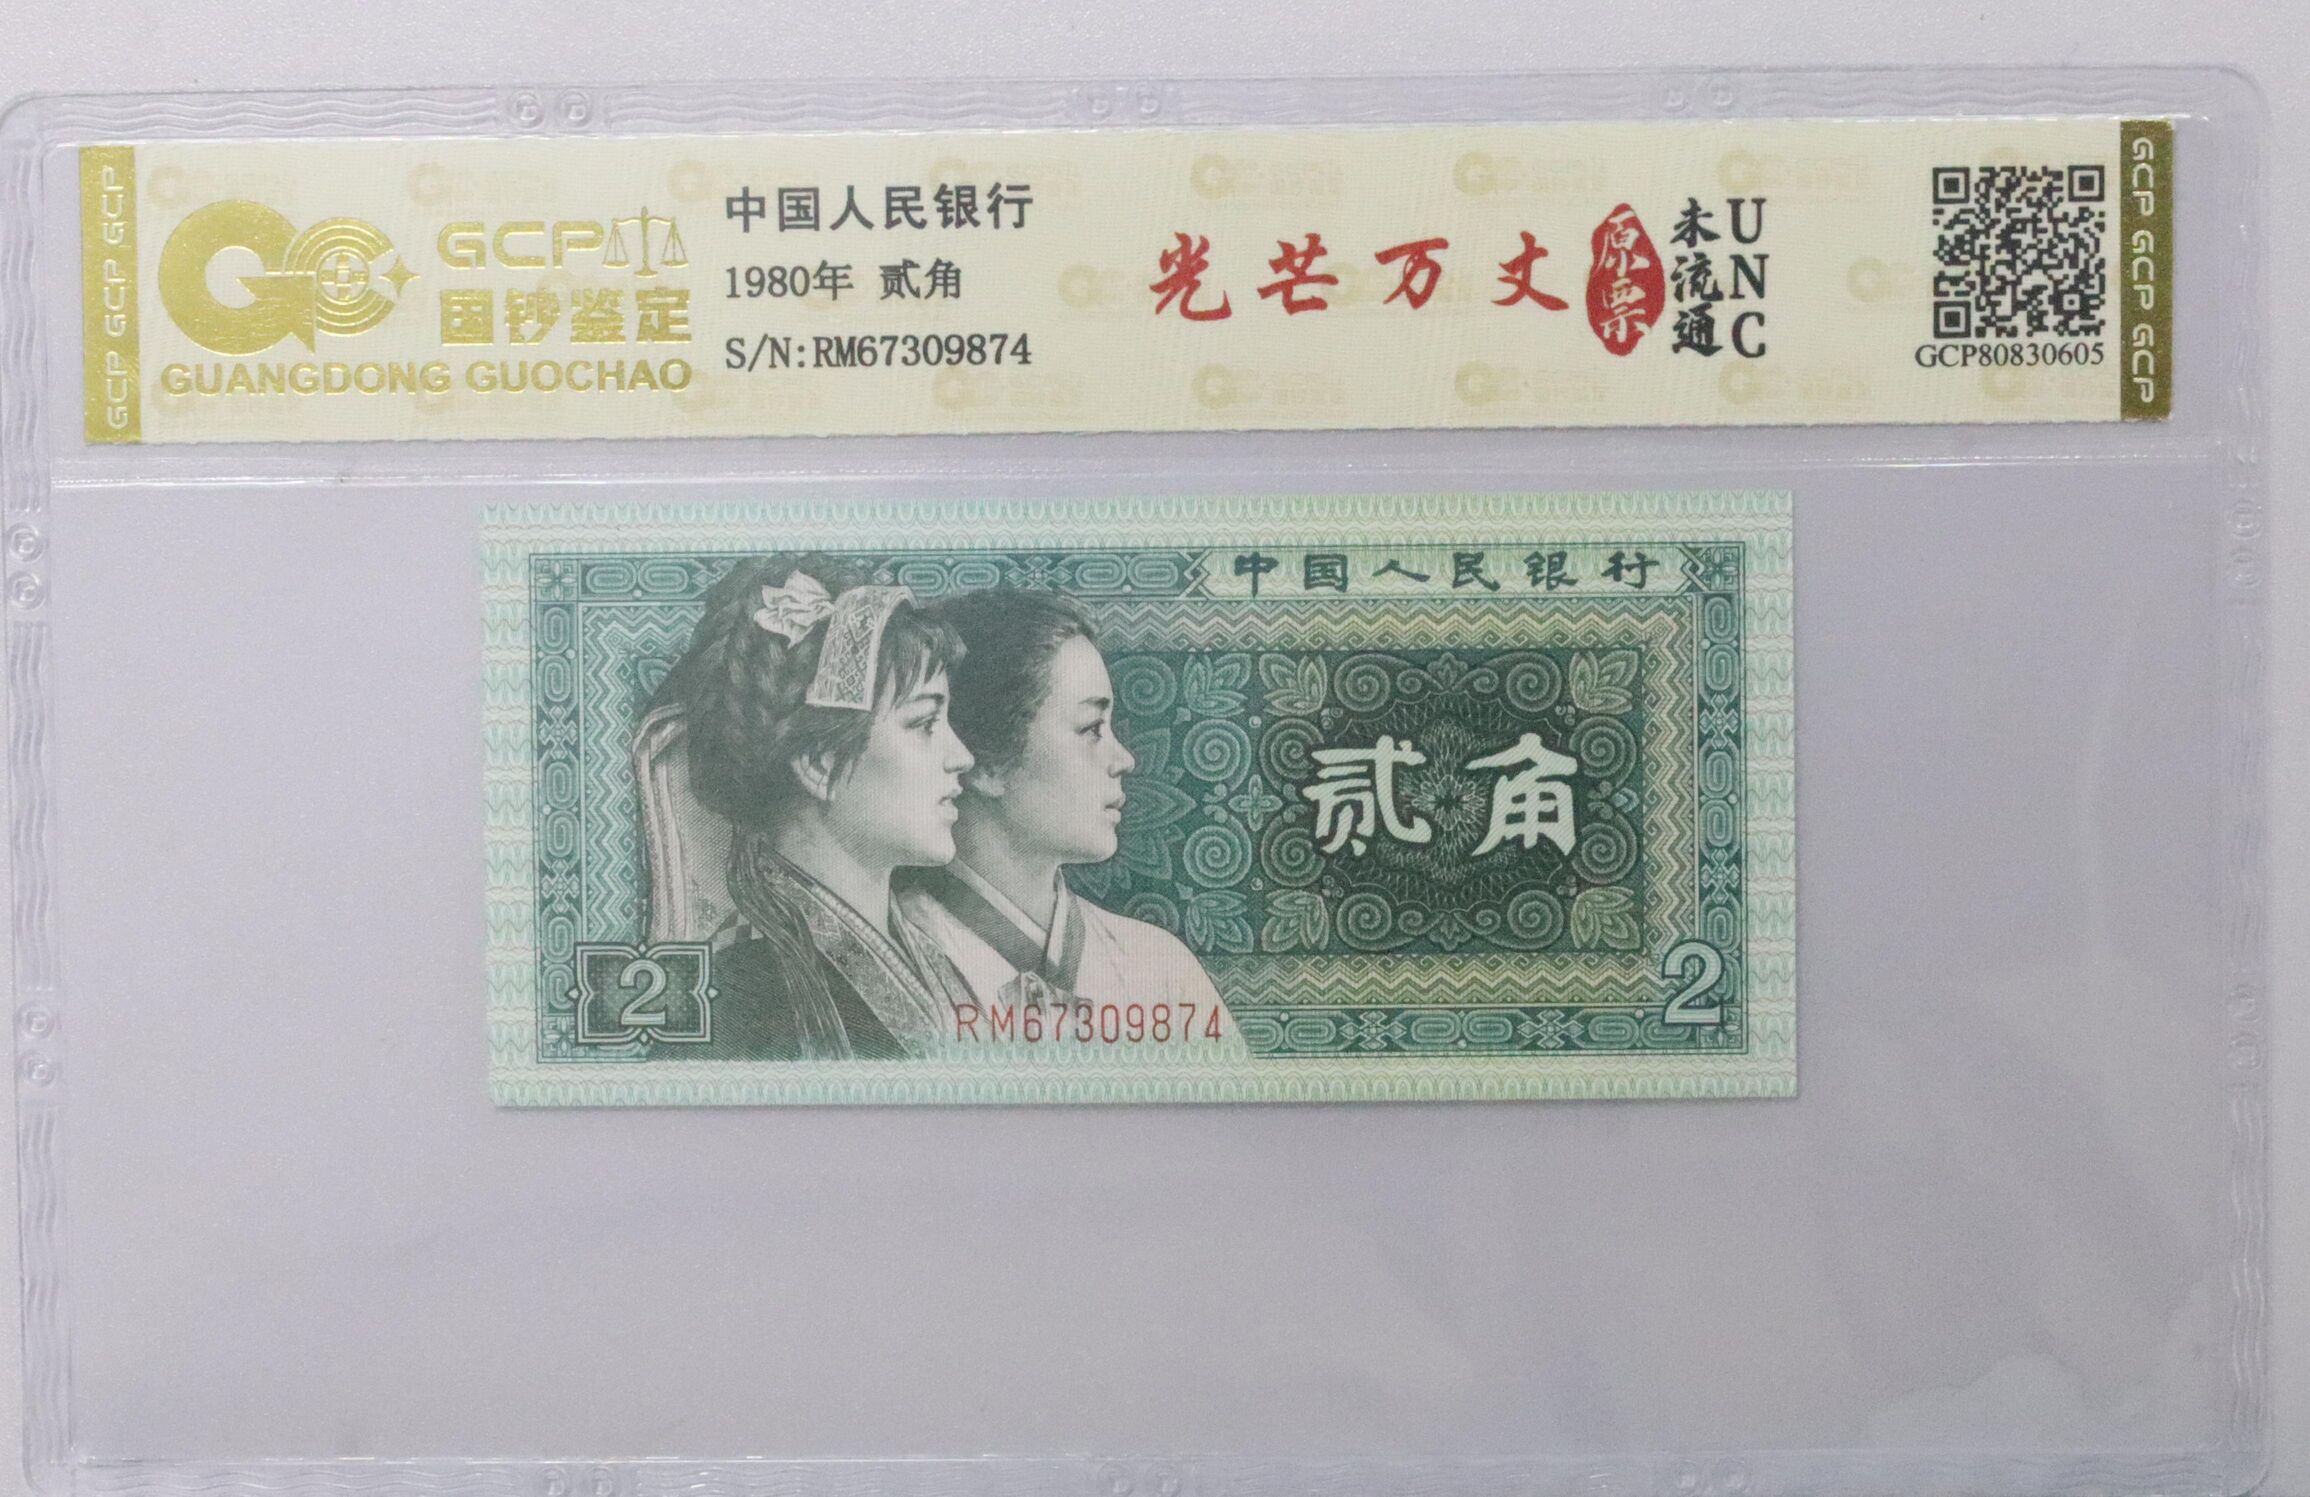 GCP GCP GCP
GCP
国钞鉴定
GUANGDONG GUOCHAO
中国人民银行
1980年 贰角
S/N:RM67309874
光芒万丈
原票
未流通
UNC
GCP80830605
GCP GCP GCP
中国人民银行
贰角
2
RM67309874
2